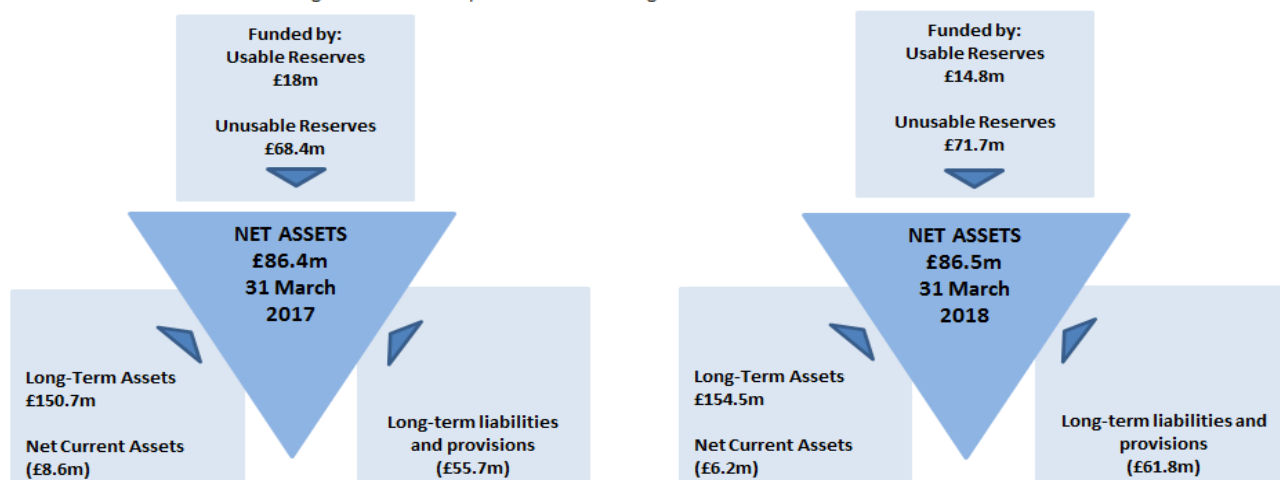 Funded by:
Usable Reserves
£18m
Unusable Reserves
£68.4m
NET ASSETS
£86.4m
31 March
2017
Long-Term Assets
£150.7m
Net Current Assets
(£8.6m)
Long-term liabilities
and provisions
(£55.7m)
Funded by:
Usable Reserves
£14.8m
Unusable Reserves
£71.7m
NET ASSETS
£86.5m
31 March
2018
Long-Term Assets
£154.5m
Net Current Assets
(£6.2m)
Long-term liabilities and
provisions
(£61.8m)